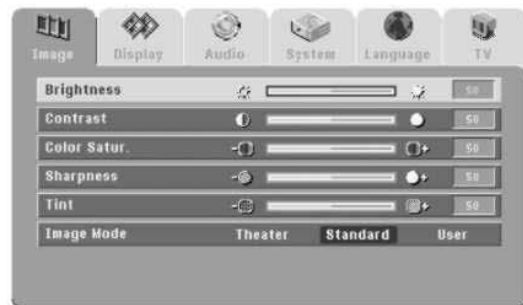 Image Display Audio System Language TV
Brightness 50
Contrast 50
Color Satur. 50
Sharpness 50
Tint 50
Image Mode Theater Standard User